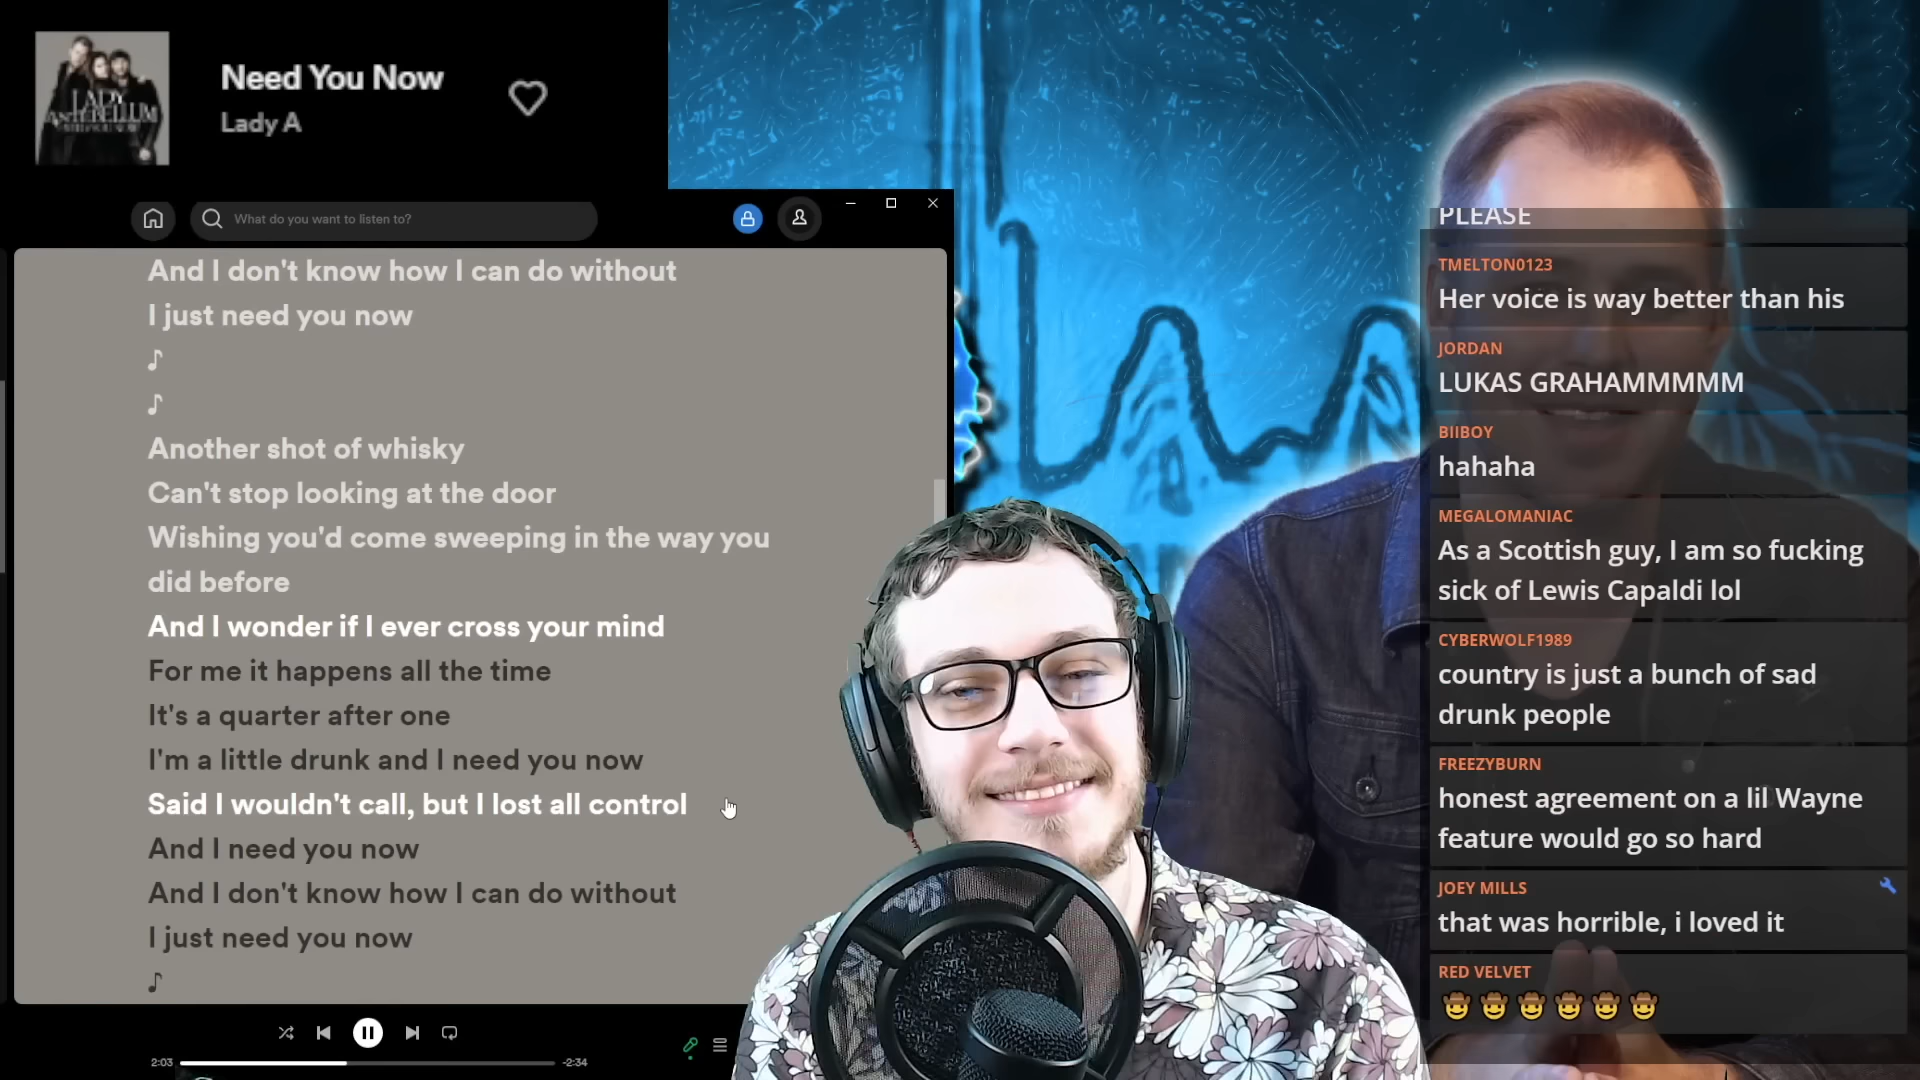 LADY
ANTEBELLUM
Need You Now
Lady A
What do you want to listen to?
And I don't know how I can do without
I just need you now
♪
♪
Another shot of whisky
Can't stop looking at the door
Wishing you'd come sweeping in the way you
did before
And I wonder if I ever cross your mind
For me it happens all the time
It's a quarter after one
I'm a little drunk and I need you now
Said I wouldn't call, but I lost all control
And I need you now
And I don't know how I can do without
I just need you now
♪
2:03
-2:34
PLEASE
TMELTON0123
Her voice is way better than his
JORDAN
LUKAS GRAHAMMMMM
BIIBOY
hahaha
MEGALOMANIAC
As a Scottish guy, I am so fucking
sick of Lewis Capaldi lol
CYBERWOLF1989
country is just a bunch of sad
drunk people
FREEZYBURN
honest agreement on a lil Wayne
feature would go so hard
JOEY MILLS
that was horrible, i loved it
RED VELVET
🤠🤠🤠🤠🤠🤠